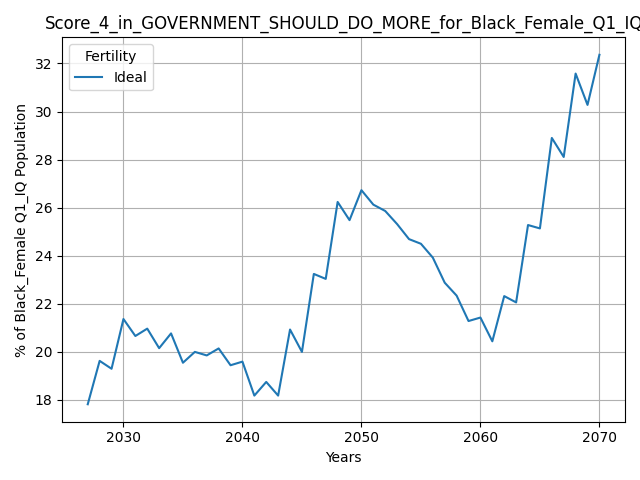 Score_4_in_GOVERNMENT_SHOULD_DO_MORE_for_Black_Female_Q1_IQ
Fertility
Ideal
% of Black_Female Q1_IQ Population
32
30
28
26
24
22
20
18
2030 2040 2050 2060 2070
Years